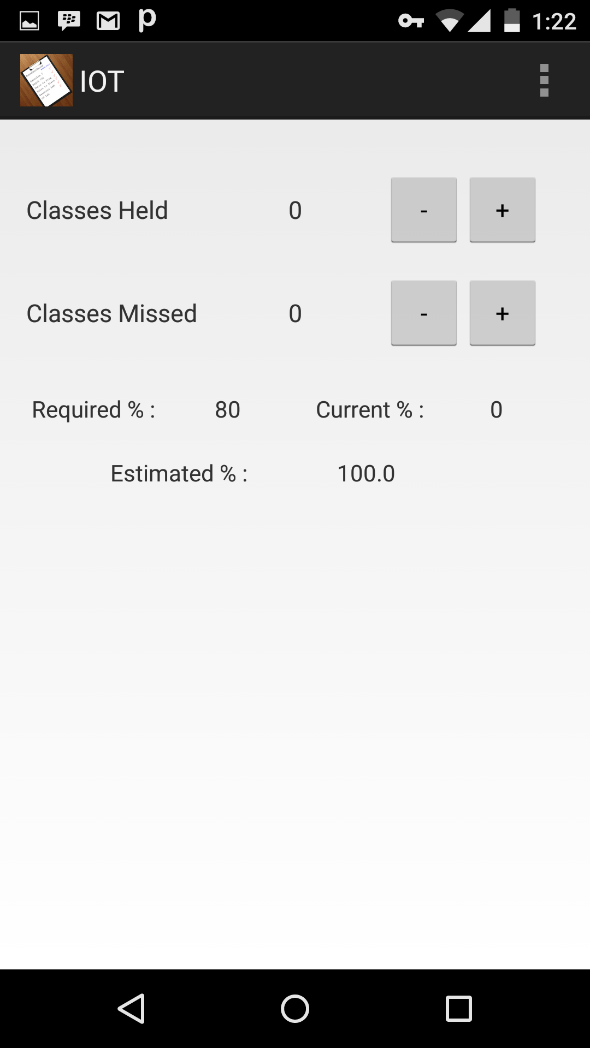 1:22
IOT
Classes Held 0 - +
Classes Missed 0 - +
Required % : 80 Current % : 0
Estimated % : 100.0